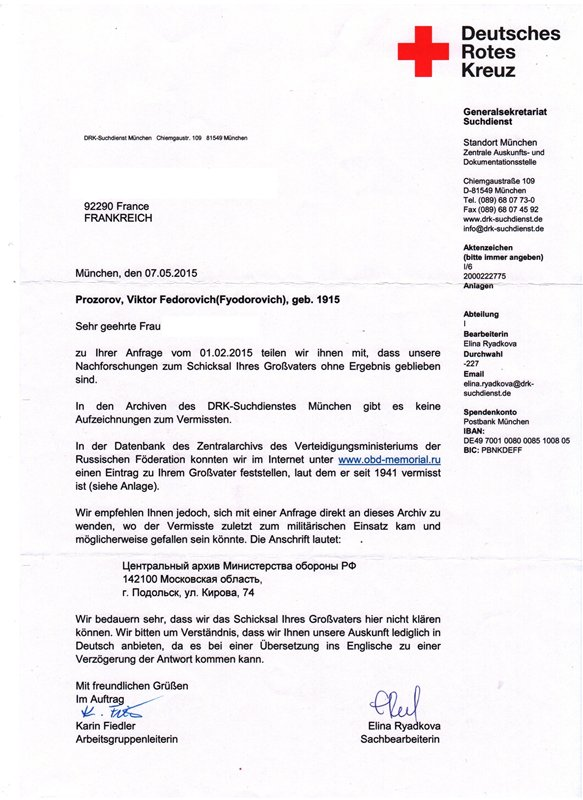 Deutsches
Rotes
Kreuz
Generalsekretariat
Suchdienst
Standort München
Zentrale Auskunfts- und
Dokumentationsstelle
Chiemgaustraße 109
D-81549 München
Tel. (089) 68 07 73-0
Fax (089) 68 07 45 92
www.drk-suchdienst.de
info@drk-suchdienst.de
Aktenzeichen
(bitte immer angeben)
I/6
2000222775
Anlagen
Abteilung
I
Bearbeiterin
Elina Ryadkova
Durchwahl
-227
Email
elina.ryadkova@drk-
suchdienst.de
Spendenkonto
Postbank München
IBAN:
DE49 7001 0080 0085 1008 05
BIC: PBNKDEFF
DRK-Suchdienst München Chiemgaustr. 109 81549 München
92290 France
FRANKREICH
München, den 07.05.2015
Prozorov, Viktor Fedorovich(Fyodorovich), geb. 1915
Sehr geehrte Frau
zu Ihrer Anfrage vom 01.02.2015 teilen wir ihnen mit, dass unsere
Nachforschungen zum Schicksal Ihres Großvaters ohne Ergebnis geblieben
sind.
In den Archiven des DRK-Suchdienstes München gibt es keine
Aufzeichnungen zum Vermissten.
In der Datenbank des Zentralarchivs des Verteidigungsministeriums der
Russischen Föderation konnten wir im Internet unter www.obd-memorial.ru
einen Eintrag zu Ihrem Großvater feststellen, laut dem er seit 1941 vermisst
ist (siehe Anlage).
Wir empfehlen Ihnen jedoch, sich mit einer Anfrage direkt an dieses Archiv zu
wenden, wo der Vermisste zuletzt zum militärischen Einsatz kam und
möglicherweise gefallen sein könnte. Die Anschrift lautet: .
Центральный архив Министерства обороны РФ
142100 Московская область,
г. Подольск, ул. Кирова, 74
Wir bedauern sehr, dass wir das Schicksal Ihres Großvaters hier nicht klären
können. Wir bitten um Verständnis, dass wir Ihnen unsere Auskunft lediglich in
Deutsch anbieten, da es bei einer Übersetzung ins Englische zu einer
Verzögerung der Antwort kommen kann.
Mit freundlichen Grüßen
Im Auftrag
Karin Fiedler
Arbeitsgruppenleiterin
Elina Ryadkova
Sachbearbeiterin